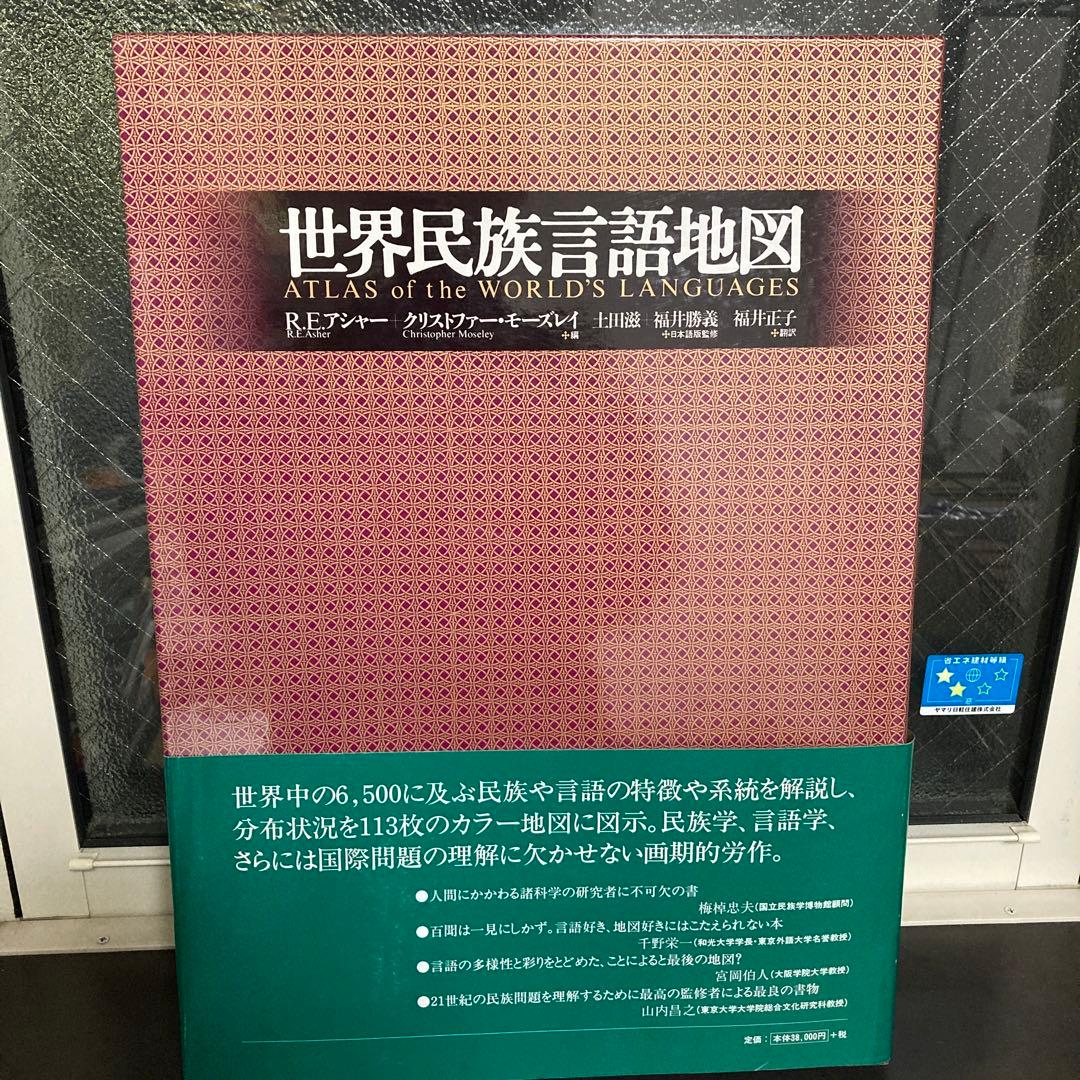 世界民族言語地図
ATLAS of the WORLD'S LANGUAGES
R.E.アシャー+クリストファー・モーズレイ 土田滋+福井勝義 福井正子
R.E.Asher Christopher Moseley ✢編 ✢日本語版監修 ✢翻訳
省エネ建材等級
ヤマリ日軽住建株式会社
世界中の6,500に及ぶ民族や言語の特徴や系統を解説し、
分布状況を113枚のカラー地図に図示。民族学、言語学、
さらには国際問題の理解に欠かせない画期的労作。
●人間にかかわる諸科学の研究者に不可欠の書
梅棹忠夫(国立民族学博物館顧問)
●百聞は一見にしかず。言語好き、地図好きにはこたえられない本
千野栄一(和光大学学長・東京外語大学名誉教授)
●言語の多様性と彩りをとどめた、ことによると最後の地図?
宮岡伯人(大阪学院大学教授)
●21世紀の民族問題を理解するために最高の監修者による最良の書物
山内昌之(東京大学大学院総合文化研究科教授)
定価:本体38,000円+税